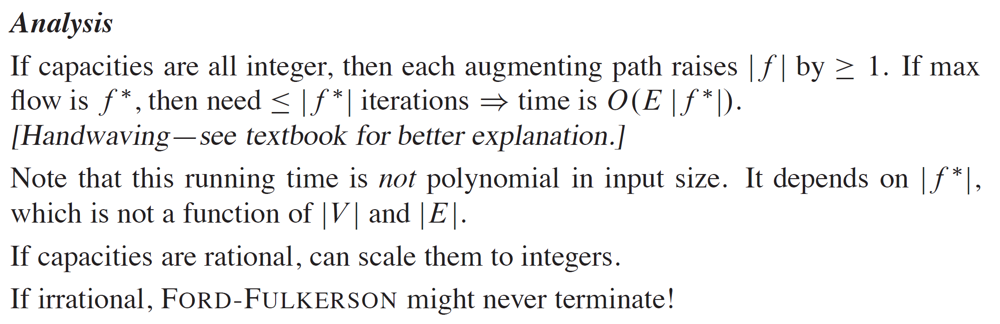 Analysis
If capacities are all integer, then each augmenting path raises |f| by ≥ 1. If max
flow is f*, then need ≤ |f*| iterations ⇒ time is O(E |f*|).
[Handwaving—see textbook for better explanation.]
Note that this running time is not polynomial in input size. It depends on |f*|,
which is not a function of |V| and |E|.
If capacities are rational, can scale them to integers.
If irrational, FORD-FULKERSON might never terminate!